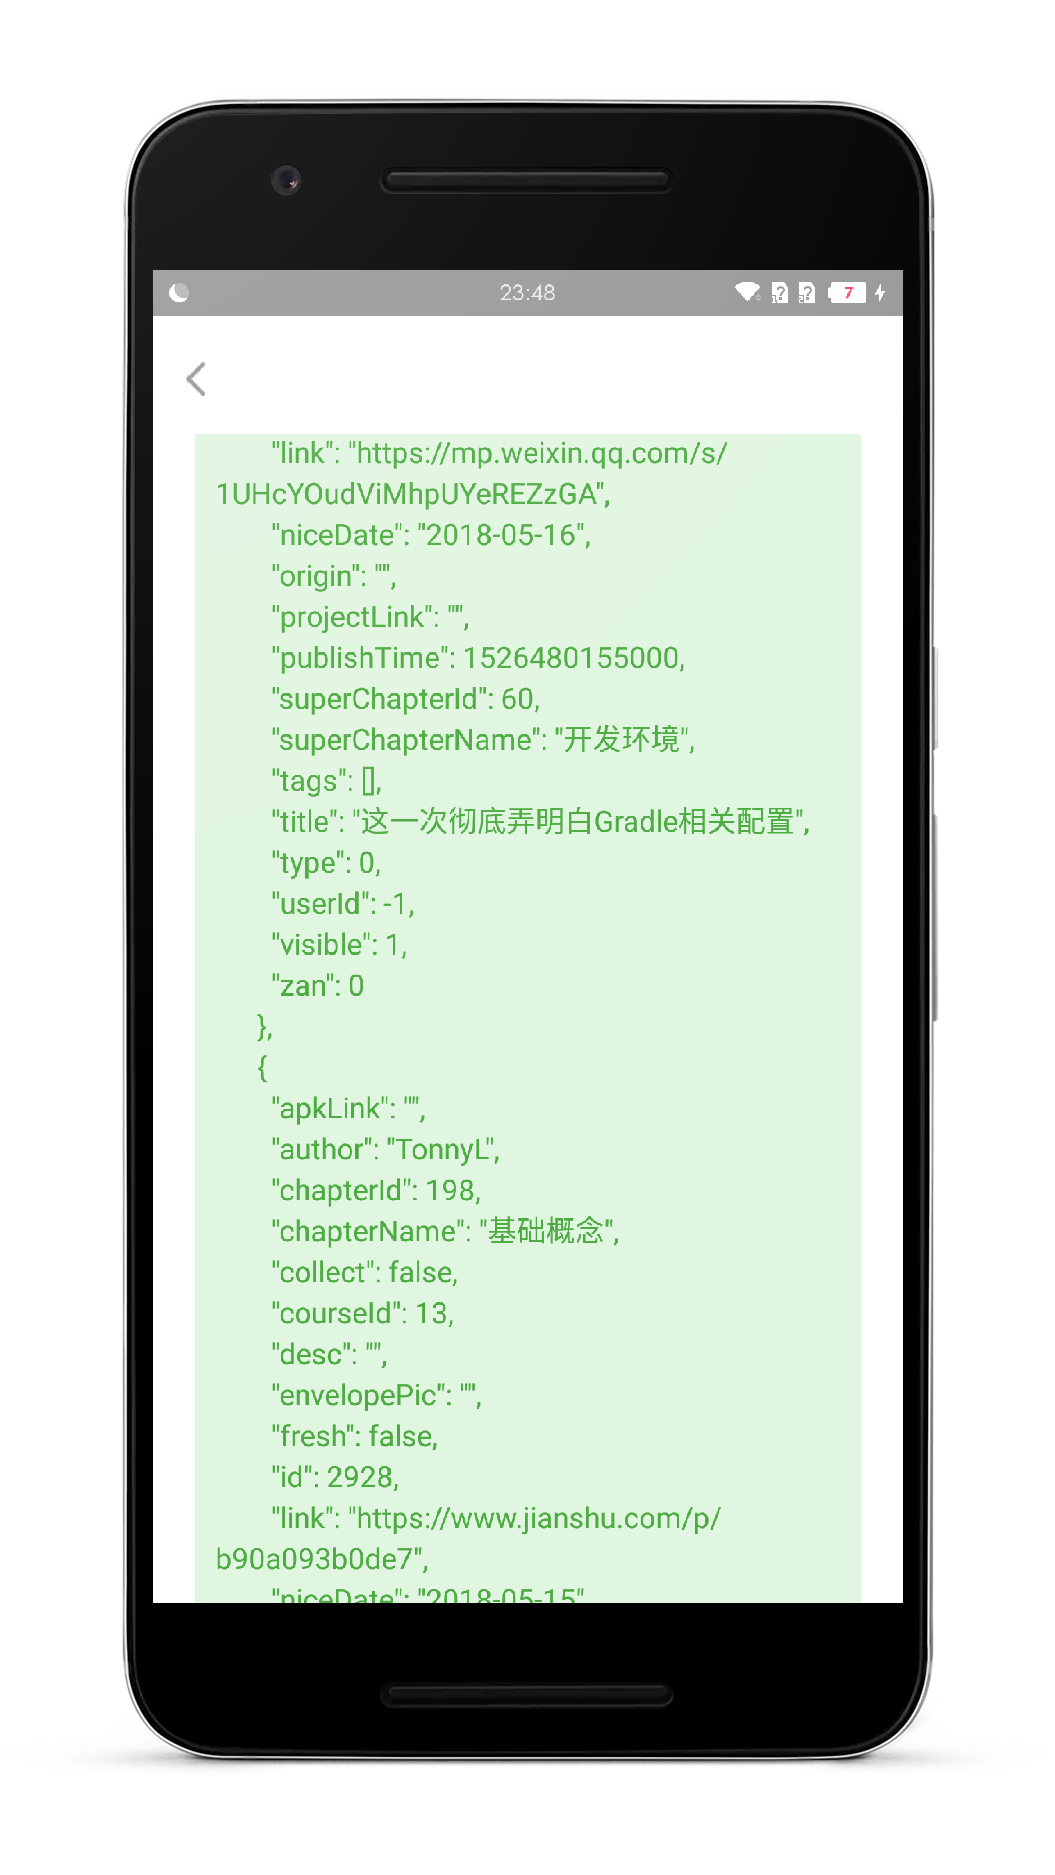 23:48
7
"link": "https://mp.weixin.qq.com/s/
1UHcYOudViMhpUYeREZzGA",
"niceDate": "2018-05-16",
"origin": "",
"projectLink": "",
"publishTime": 1526480155000,
"superChapterId": 60,
"superChapterName": "开发环境",
"tags": [],
"title": "这一次彻底弄明白Gradle相关配置",
"type": 0,
"userId": -1,
"visible": 1,
"zan": 0
},
{
"apkLink": "",
"author": "TonnyL",
"chapterId": 198,
"chapterName": "基础概念",
"collect": false,
"courseId": 13,
"desc": "",
"envelopePic": "",
"fresh": false,
"id": 2928,
"link": "https://www.jianshu.com/p/
b90a093b0de7",
"niceDate": "2018-05-15"